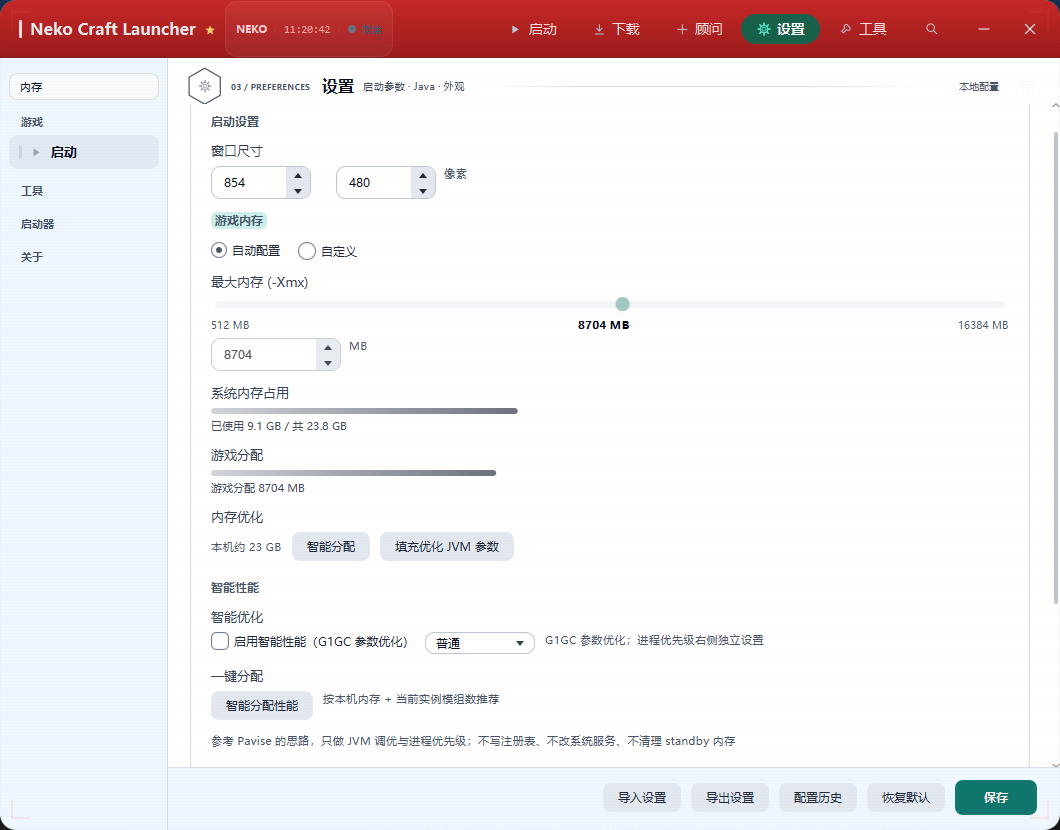 Neko Craft Launcher
NEKO 11:20:42
启动 下载 顾问 设置 工具
内存
游戏
启动
工具
启动器
关于
03 / PREFERENCES 设置 启动参数 · Java · 外观 本地配置
启动设置
窗口尺寸
854 480 像素
游戏内存
自动配置 自定义
最大内存 (-Xmx)
512 MB 8704 MB 16384 MB
8704 MB
系统内存占用
已使用 9.1 GB / 共 23.8 GB
游戏分配
游戏分配 8704 MB
内存优化
本机约 23 GB 智能分配 填充优化 JVM 参数
智能性能
智能优化
启用智能性能（G1GC 参数优化） 普通 G1GC 参数优化；进程优先级右侧独立设置
一键分配
智能分配性能 按本机内存 + 当前实例模组数推荐
参考 Pavise 的思路，只做 JVM 调优与进程优先级；不写注册表、不改系统服务、不清理 standby 内存
导入设置 导出设置 配置历史 恢复默认 保存